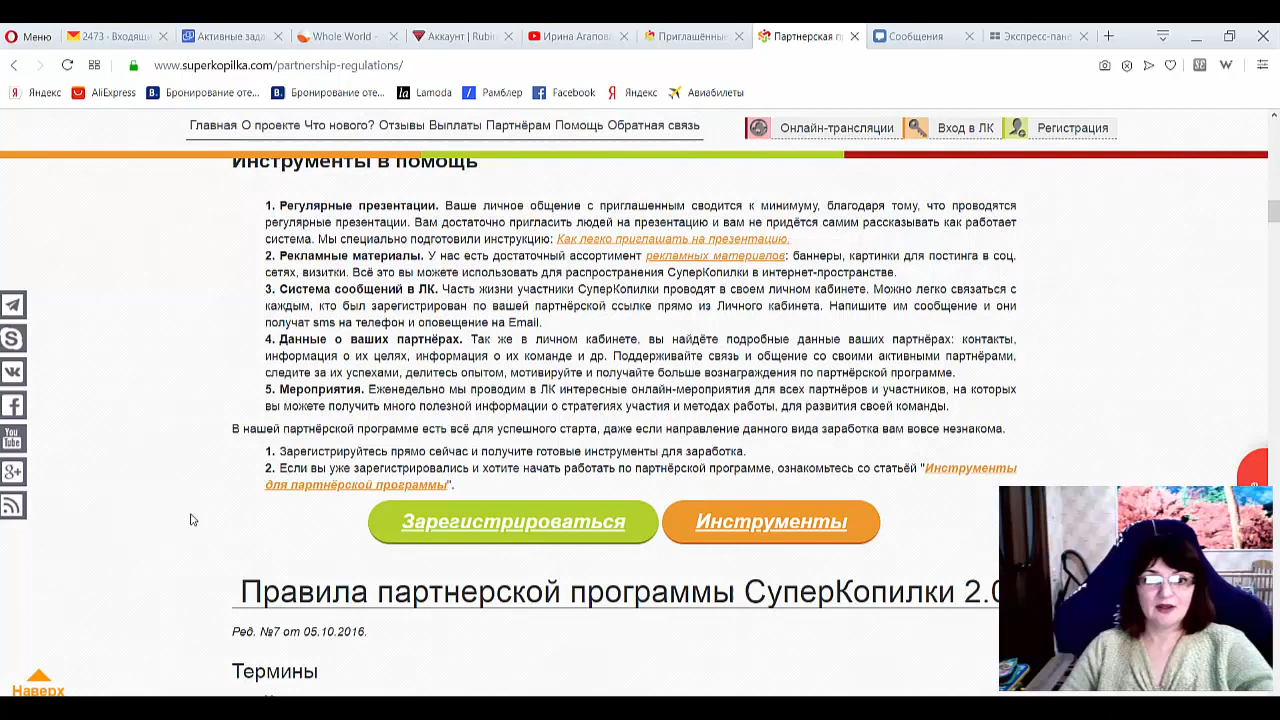 Меню
2473 - Входящи
Активные зада
Whole World -
Аккаунт | Rubin
Ирина Агапов
Приглашённые
Партнерская п
Сообщения
Экспресс-пане
www.superkopilka.com/partnership-regulations/
Яндекс
AliExpress
Бронирование оте...
Бронирование оте...
Lamoda
Рамблер
Facebook
Яндекс
Авиабилеты
Главная О проекте Что нового? Отзывы Выплаты Партнёрам Помощь Обратная связь
Онлайн-трансляции
Вход в ЛК
Регистрация
Инструменты в помощь
1. Регулярные презентации. Ваше личное общение с приглашенным сводится к минимуму, благодаря тому, что проводятся
регулярные презентации. Вам достаточно пригласить людей на презентацию и вам не придётся самим рассказывать как работает
система. Мы специально подготовили инструкцию: Как легко приглашать на презентацию.
2. Рекламные материалы. У нас есть достаточный ассортимент рекламных материалов: баннеры, картинки для постинга в соц.
сетях, визитки. Всё это вы можете использовать для распространения СуперКопилки в интернет-пространстве.
3. Система сообщений в ЛК. Часть жизни участники СуперКопилки проводят в своем личном кабинете. Можно легко связаться с
каждым, кто был зарегистрирован по вашей партнёрской ссылке прямо из Личного кабинета. Напишите им сообщение и они
получат sms на телефон и оповещение на Email.
4. Данные о ваших партнёрах. Так же в личном кабинете, вы найдёте подробные данные ваших партнёрах: контакты,
информация о их целях, информация о их команде и др. Поддерживайте связь и общение со своими активными партнёрами,
следите за их успехами, делитесь опытом, мотивируйте и получайте больше вознаграждения по партнёрской программе.
5. Мероприятия. Еженедельно мы проводим в ЛК интересные онлайн-мероприятия для всех партнёров и участников, на которых
вы можете получить много полезной информации о стратегиях участия и методах работы, для развития своей команды.
В нашей партнёрской программе есть всё для успешного старта, даже если направление данного вида заработка вам вовсе незнакома.
1. Зарегистрируйтесь прямо сейчас и получите готовые инструменты для заработка.
2. Если вы уже зарегистрировались и хотите начать работать по партнёрской программе, ознакомьтесь со статьёй "Инструменты
для партнёрской программы".
Зарегистрироваться
Инструменты
Правила партнерской программы СуперКопилки 2.0
Ред. №7 от 05.10.2016.
Термины
Наверх
You
Tube